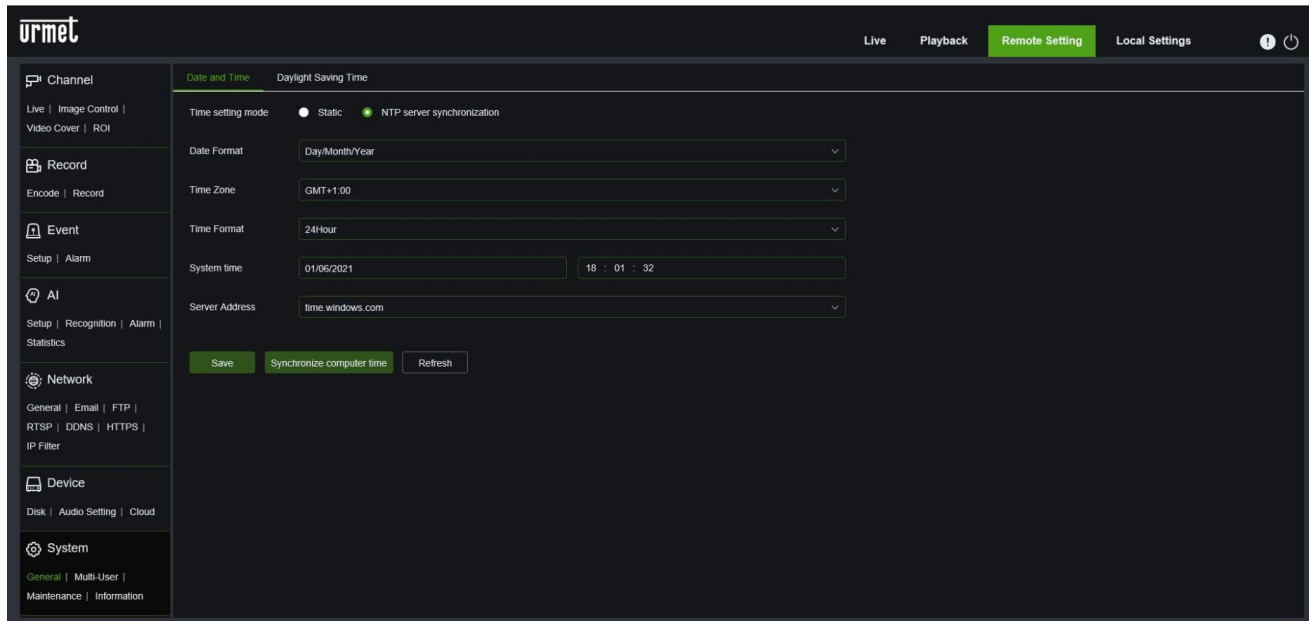 urmet
Live Playback Remote Setting Local Settings
Channel
Live | Image Control |
Video Cover | ROI
Record
Encode | Record
Event
Setup | Alarm
AI
Setup | Recognition | Alarm |
Statistics
Network
General | Email | FTP |
RTSP | DDNS | HTTPS |
IP Filter
Device
Disk | Audio Setting | Cloud
System
General | Multi-User |
Maintenance | Information
Date and Time Daylight Saving Time
Time setting mode Static NTP server synchronization
Date Format Day/Month/Year
Time Zone GMT+1:00
Time Format 24Hour
System time 01/06/2021 18 : 01 : 32
Server Address time.windows.com
Save Synchronize computer time Refresh